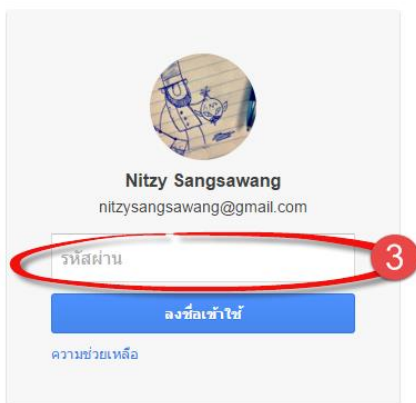 Nitzy Sangsawang
nitzysangsawang@gmail.com
รหัสผ่าน
3
ลงชื่อเข้าใช้
ความช่วยเหลือ